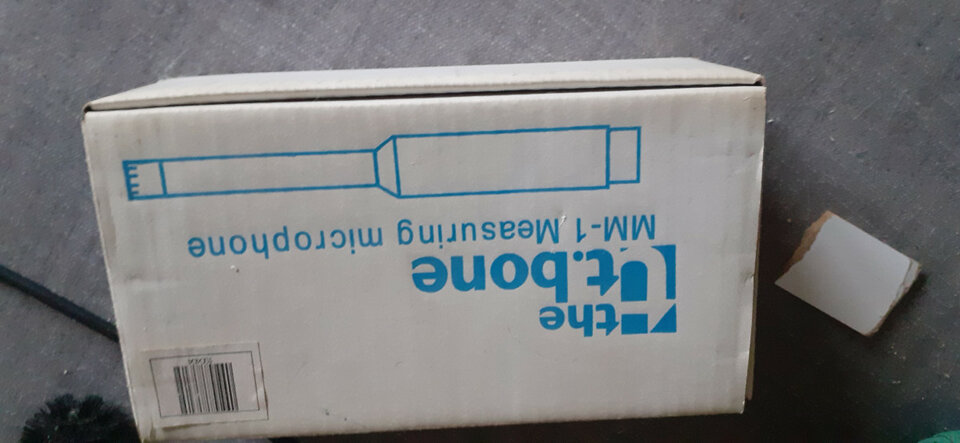 the
t.bone
MM-1 Measuring microphone